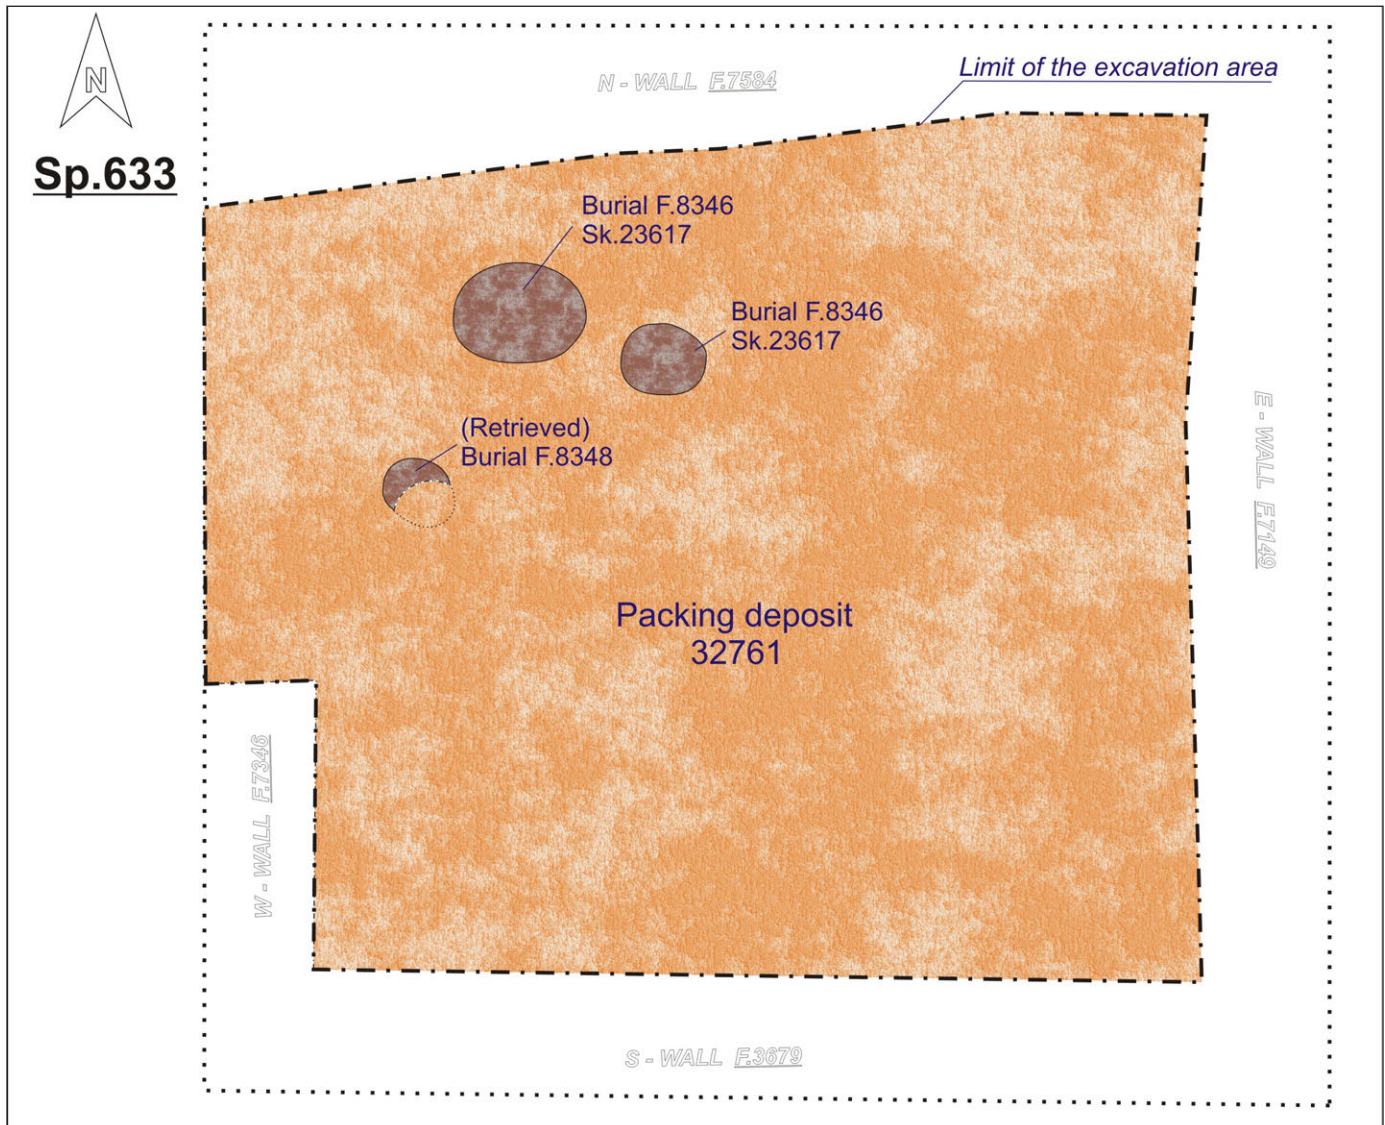 N
Sp.633
N - WALL F.7584
Limit of the excavation area
Burial F.8346
Sk.23617
Burial F.8346
Sk.23617
(Retrieved)
Burial F.8348
E - WALL F.7149
Packing deposit
32761
W - WALL F.7346
S - WALL F.3679